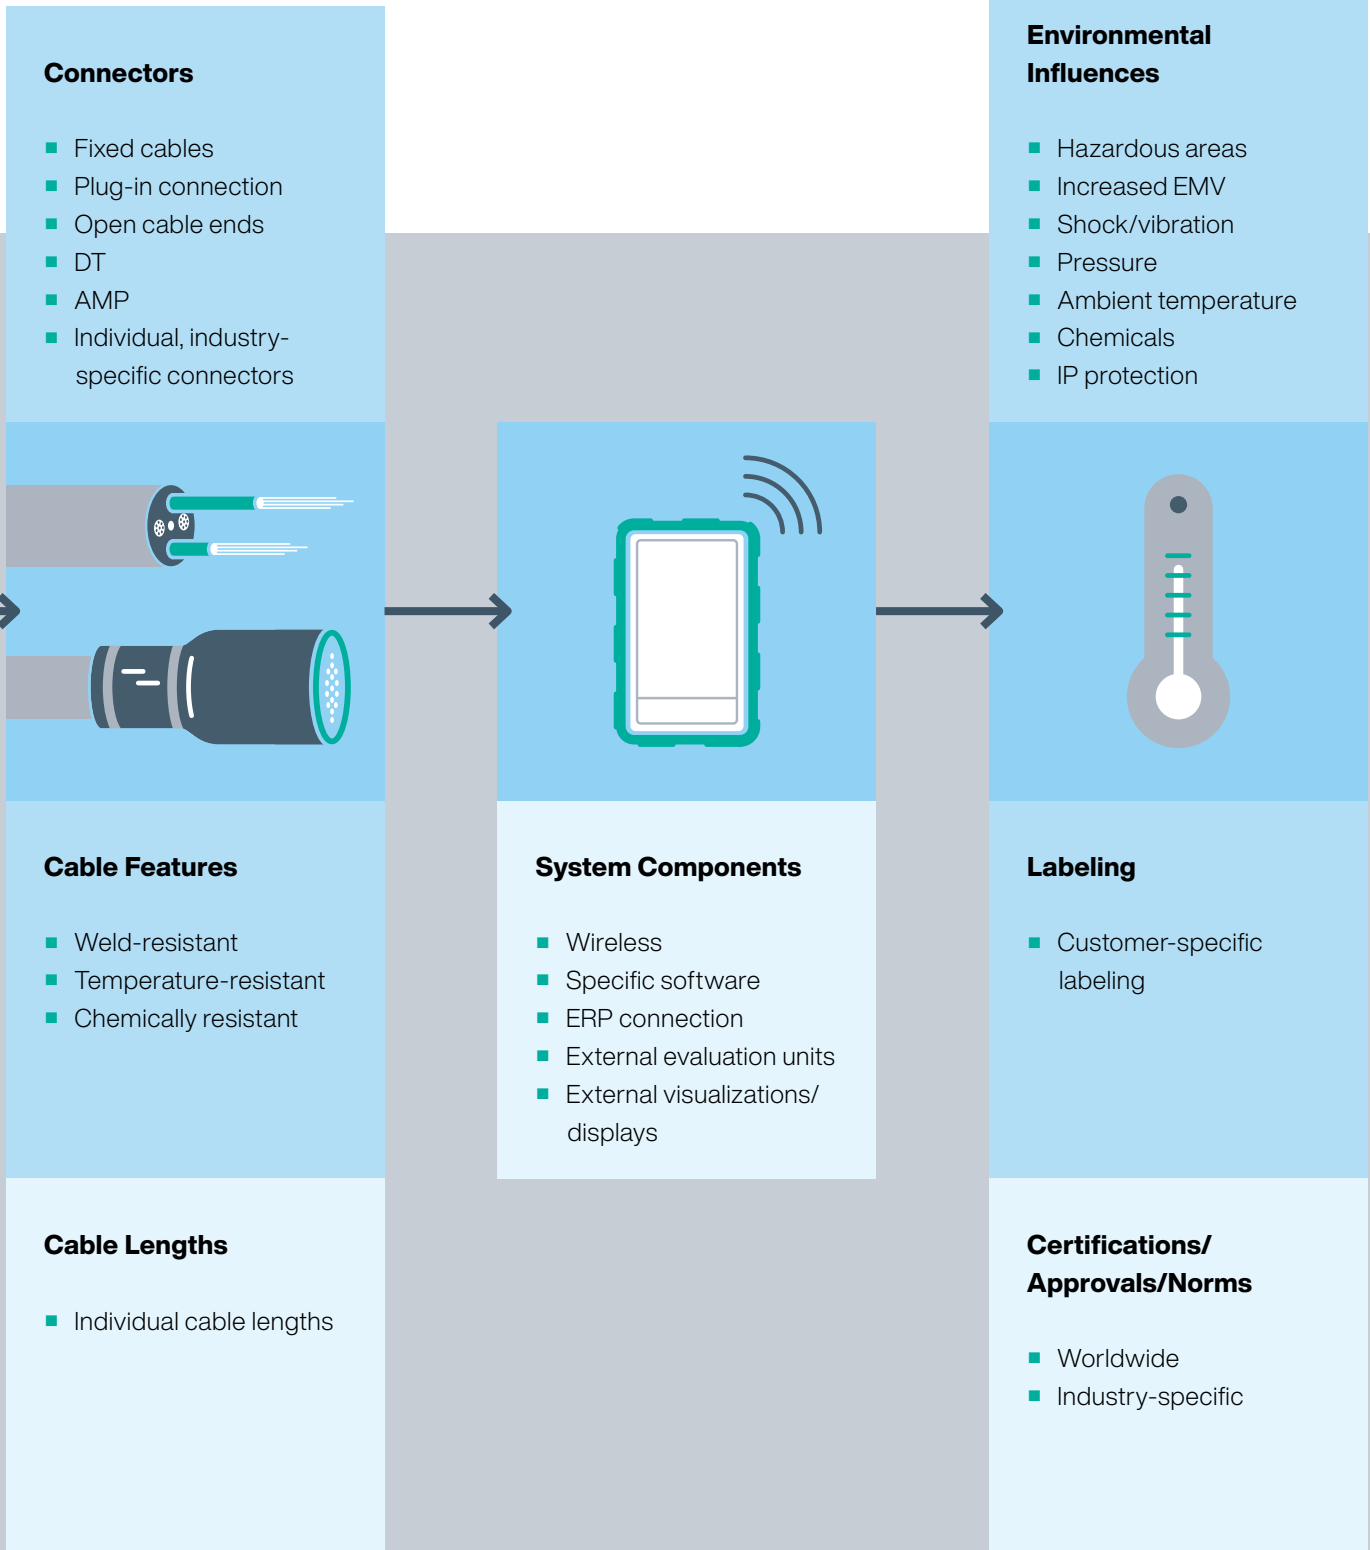 Connectors
Fixed cables
Plug-in connection
Open cable ends
DT
AMP
Individual, industry-
specific connectors
Cable Features
Weld-resistant
Temperature-resistant
Chemically resistant
Cable Lengths
Individual cable lengths
System Components
Wireless
Specific software
ERP connection
External evaluation units
External visualizations/
displays
Environmental
Influences
Hazardous areas
Increased EMV
Shock/vibration
Pressure
Ambient temperature
Chemicals
IP protection
Labeling
Customer-specific
labeling
Certifications/
Approvals/Norms
Worldwide
Industry-specific